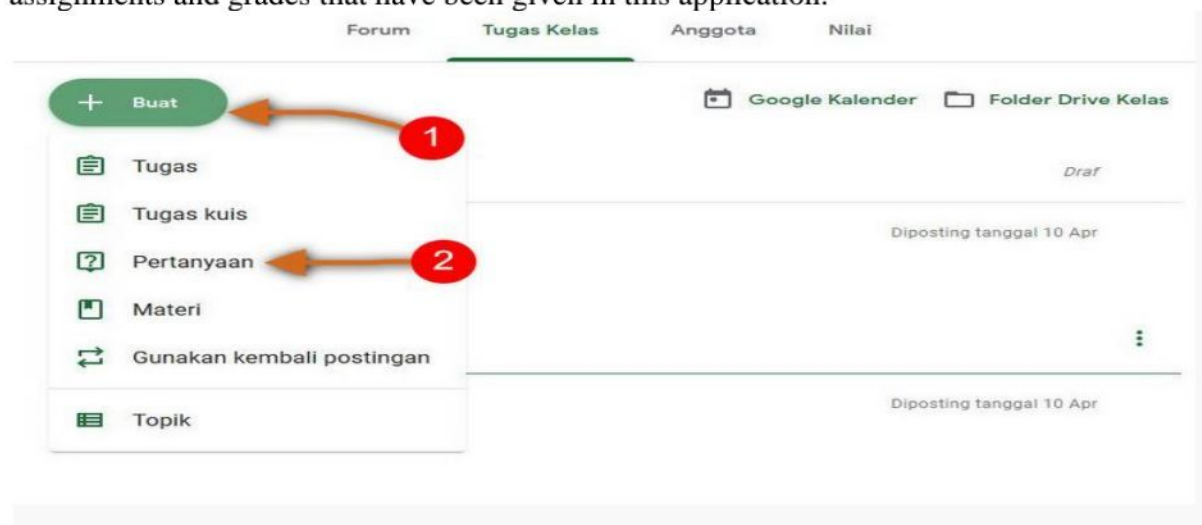 assignments and grades that have been given in this application.
Forum Tugas Kelas Anggota Nilai
+ Buat
Google Kalender Folder Drive Kelas
1
Tugas
Draf
Tugas kuis
Diposting tanggal 10 Apr
Pertanyaan
2
Materi
Gunakan kembali postingan
Diposting tanggal 10 Apr
Topik